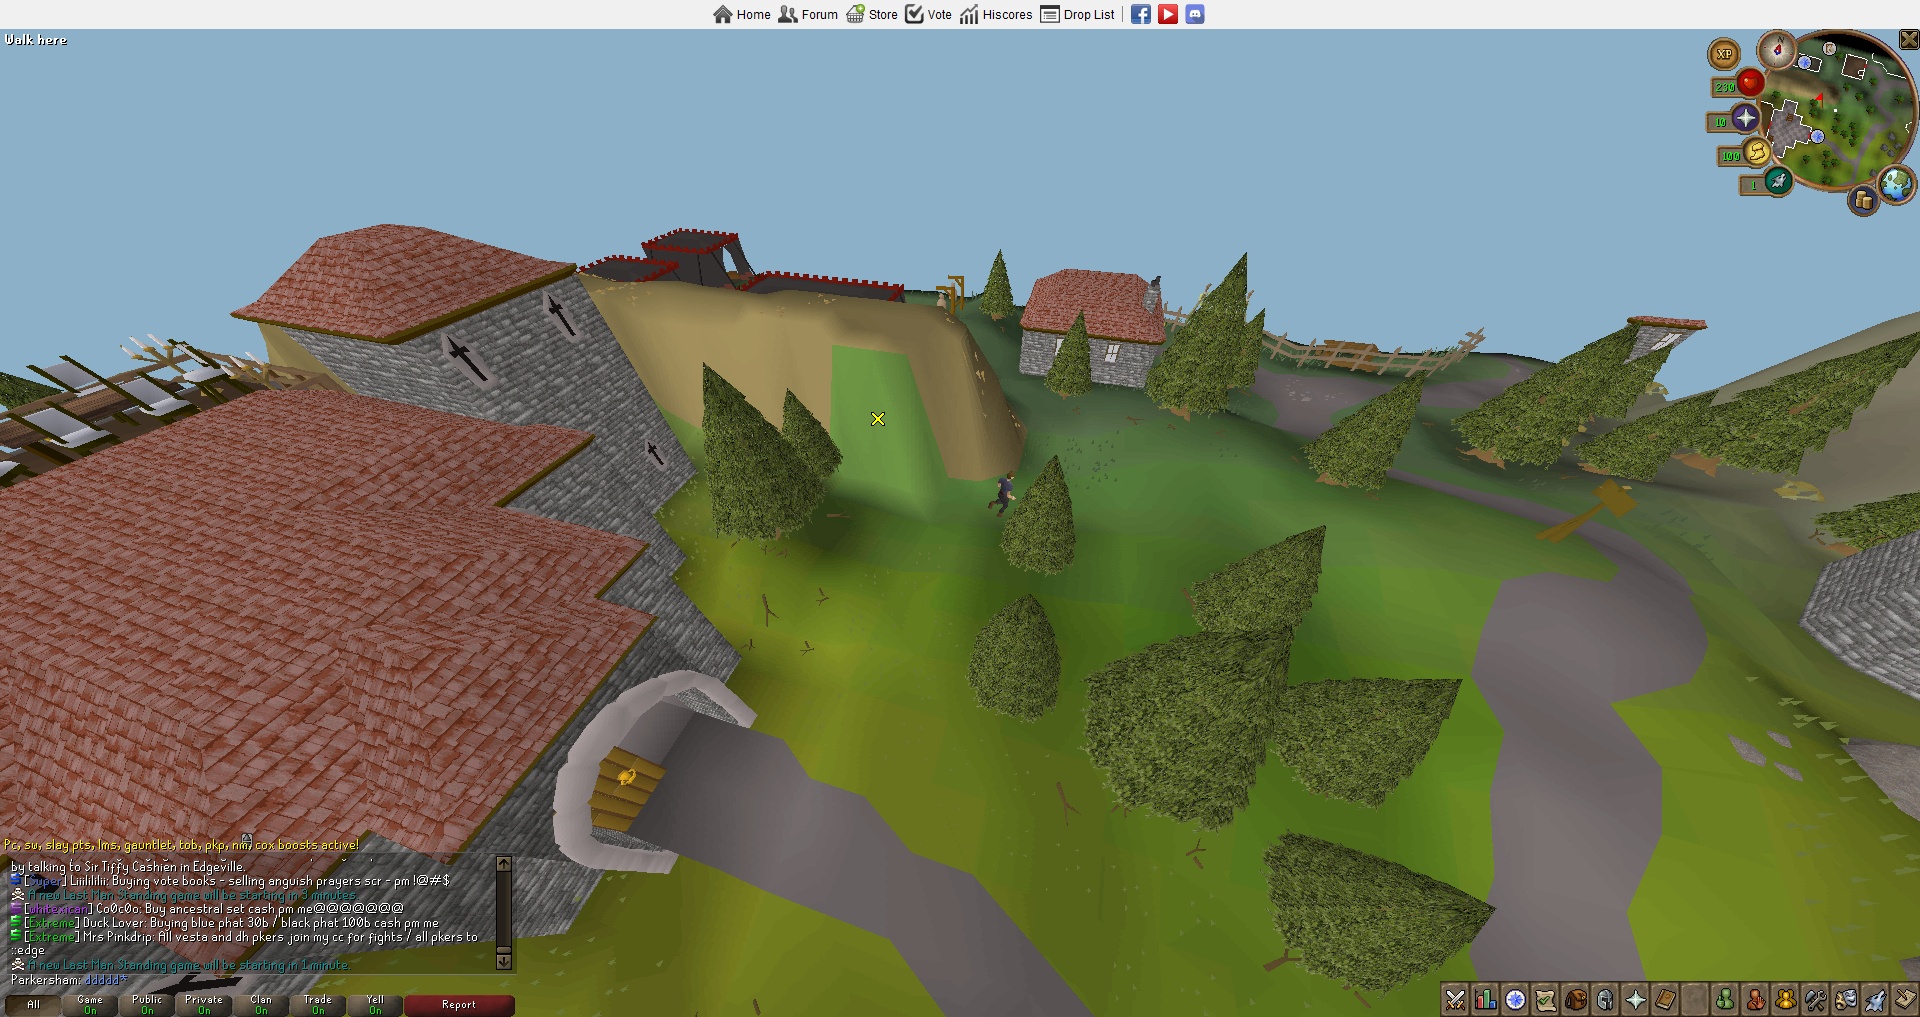 Home Forum Store Vote Hiscores Drop List
Walk here
XP
N
230
10
100
1
Pc, sw, slay pts, lms, gauntlet, tob, pkp, nm, cox boosts active!
by talking to Sir Tiffy Cashien in Edgeville.
[Super] Liiililii: Buying vote books - selling anguish prayers scr - pm !@#$
A new Last Man Standing game will be starting in 3 minutes.
[whitexican] Co0c0o: Buy ancestral set cash pm me@@@@@@@
[Extreme] Duck Lover: Buying blue phat 30b / black phat 100b cash pm me
[Extreme] Mrs Pinkdrip: All vesta and dh pkers join my cc for fights / all pkers to
::edge
A new Last Man Standing game will be starting in 1 minute.
Parkersham: ddddd*
All Game On Public On Private On Clan On Trade On Yell On Report